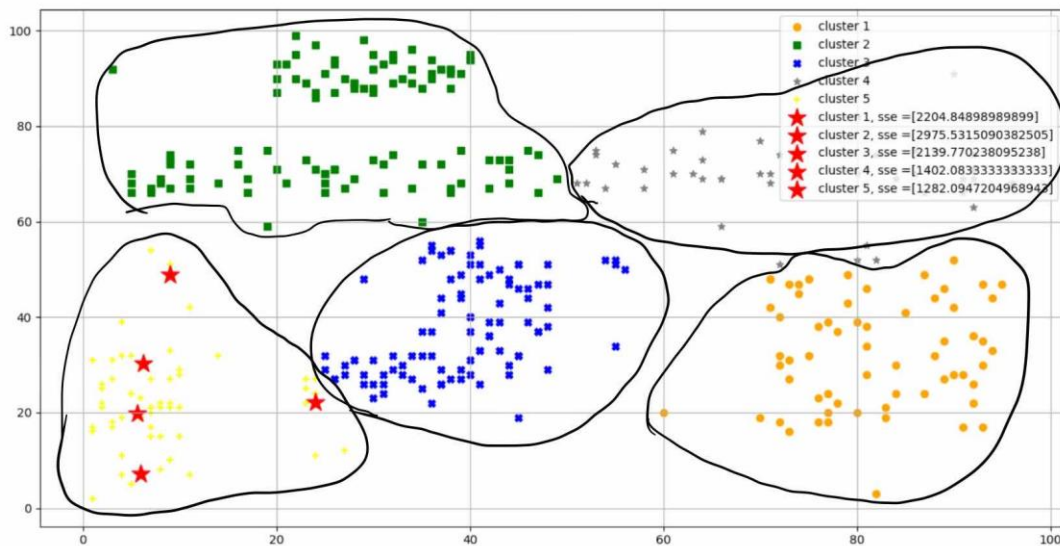 100
80
60
40
20
0
cluster 1
cluster 2
cluster 3
cluster 4
cluster 5
cluster 1, sse =[2204.84898989899]
cluster 2, sse =[2975.5315090382505]
cluster 3, sse =[2139.770238095238]
cluster 4, sse =[1402.0833333333333]
cluster 5, sse =[1282.0947204968943]
0 20 40 60 80 100